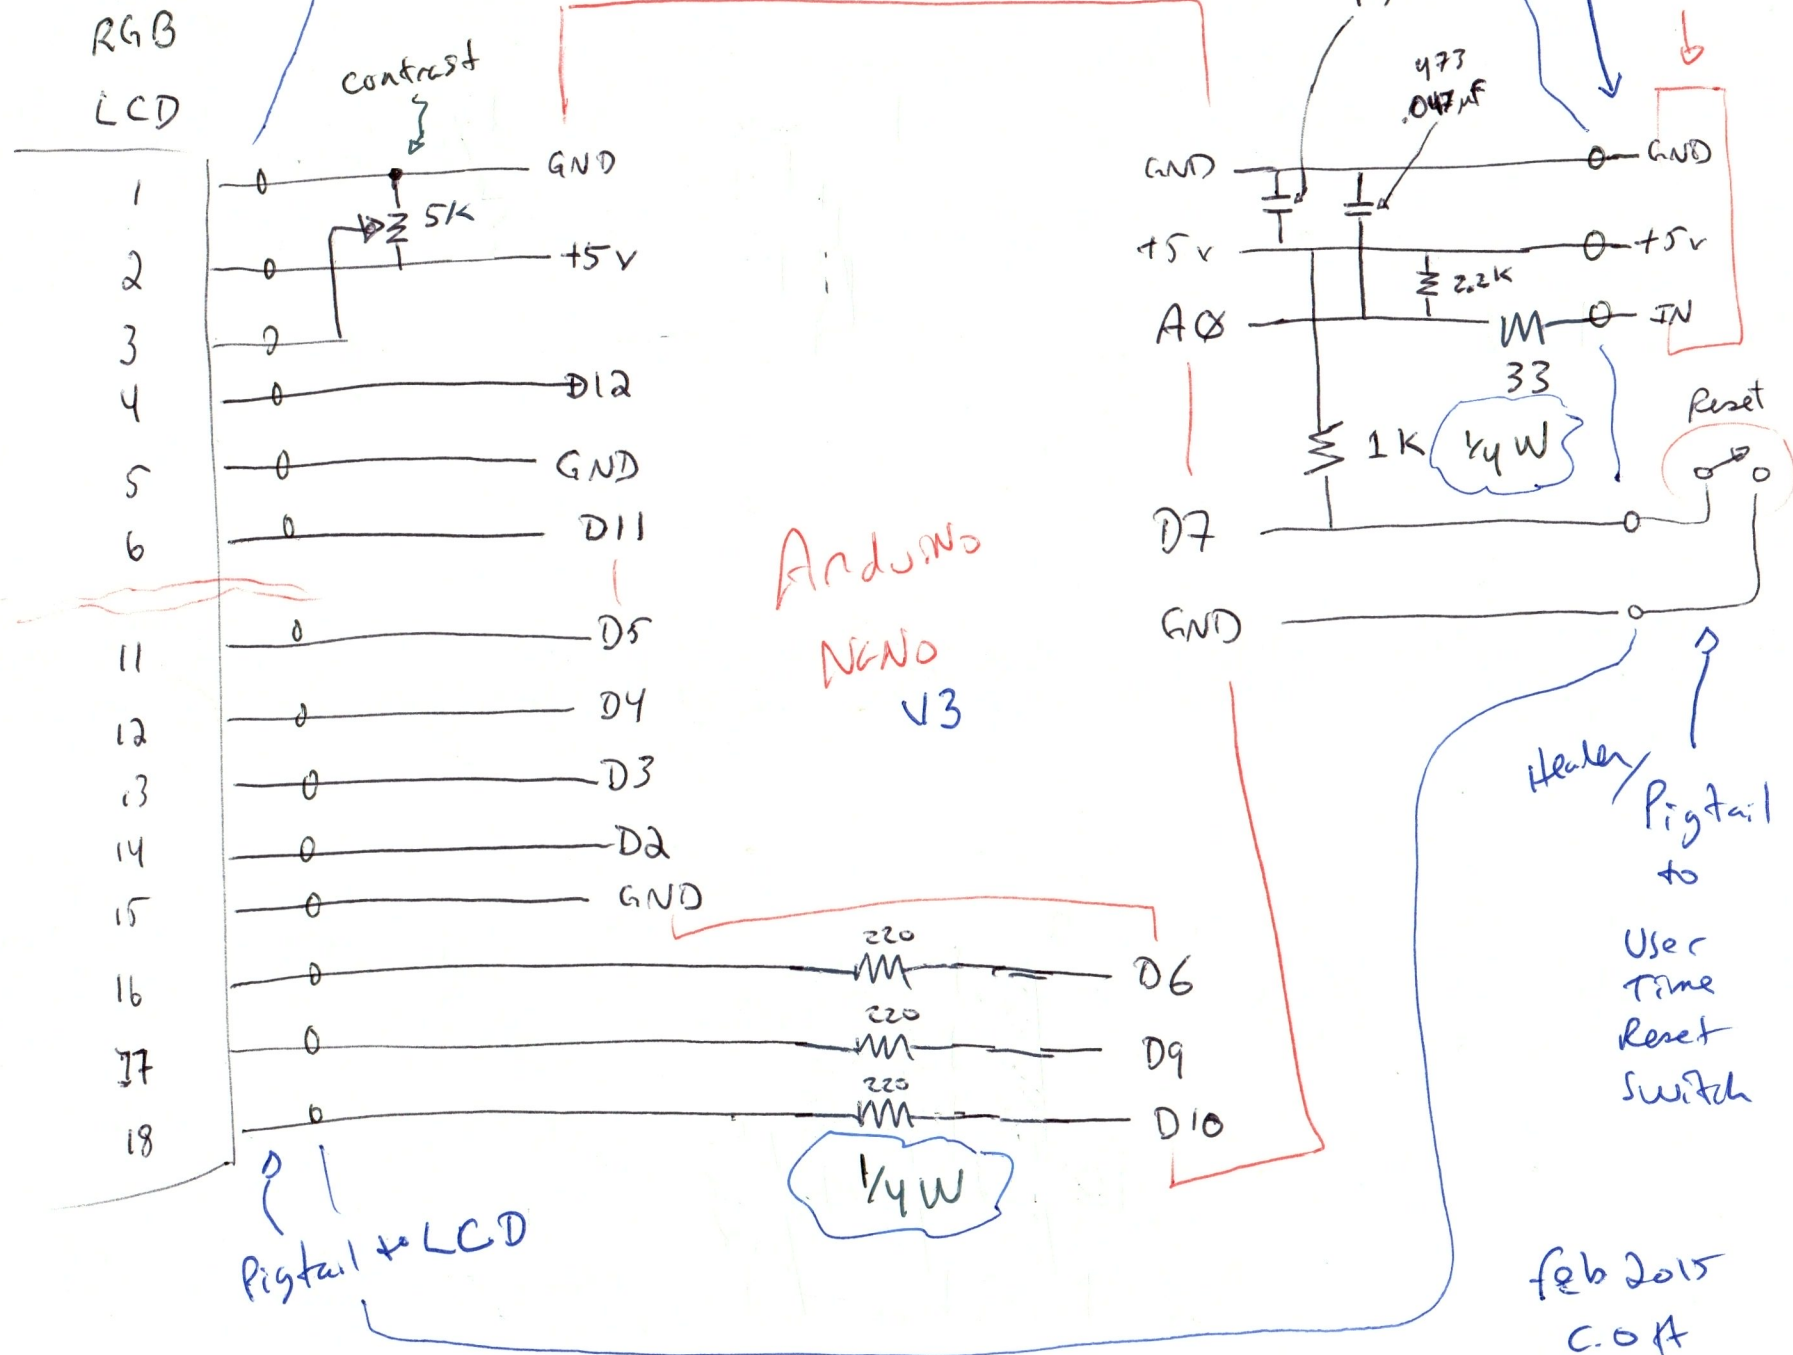 RGB
LCD
contrast
1
GND
5K
2
+5v
3
4
D12
5
GND
6
D11
11
D5
12
D4
13
D3
14
D2
15
GND
16
220
D6
17
220
D9
18
220
D10
1/4 W
Pigtail to LCD
Arduino
NANO
V3
473
.047µF
GND
GND
+5v
+5v
2.2K
AØ
IN
33
Reset
1K
1/4 W
D7
GND
Header/
Pigtail
to
User
Time
Reset
Switch
Feb 2015